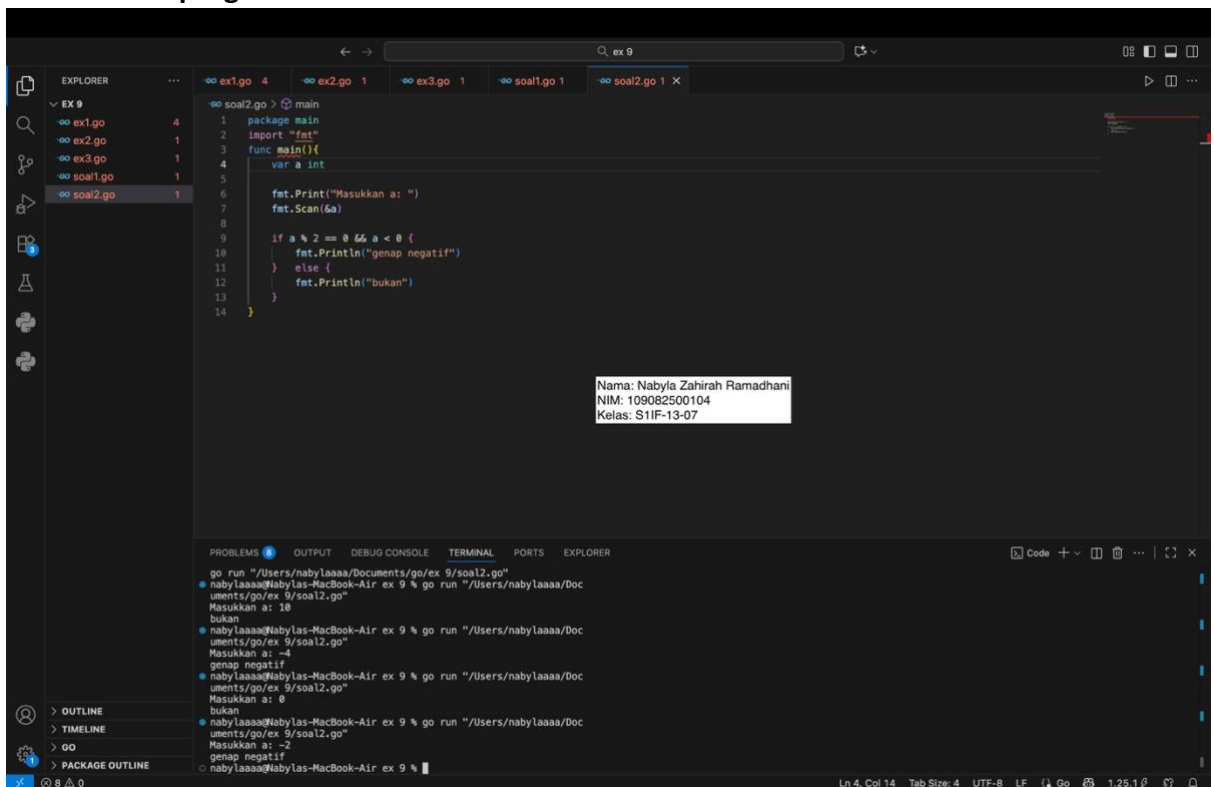 ex 9
EXPLORER
EX 9
ex1.go 4
ex2.go 1
ex3.go 1
soal1.go 1
soal2.go 1
ex1.go 4 ex2.go 1 ex3.go 1 soal1.go 1 soal2.go 1
soal2.go > main
1 package main
2 import "fmt"
3 func main(){
4 var a int
5
6 fmt.Print("Masukkan a: ")
7 fmt.Scan(&a)
8
9 if a % 2 == 0 && a < 0 {
10 fmt.Println("genap negatif")
11 } else {
12 fmt.Println("bukan")
13 }
14 }
Nama: Nabyla Zahirah Ramadhani
NIM: 109082500104
Kelas: S1IF-13-07
PROBLEMS 8 OUTPUT DEBUG CONSOLE TERMINAL PORTS EXPLORER
Code
go run "/Users/nabylaaaa/Documents/go/ex 9/soal2.go"
nabylaaaa@Nabylas-MacBook-Air ex 9 % go run "/Users/nabylaaaa/Doc
uments/go/ex 9/soal2.go"
Masukkan a: 10
bukan
nabylaaaa@Nabylas-MacBook-Air ex 9 % go run "/Users/nabylaaaa/Doc
uments/go/ex 9/soal2.go"
Masukkan a: -4
genap negatif
nabylaaaa@Nabylas-MacBook-Air ex 9 % go run "/Users/nabylaaaa/Doc
uments/go/ex 9/soal2.go"
Masukkan a: 0
bukan
nabylaaaa@Nabylas-MacBook-Air ex 9 % go run "/Users/nabylaaaa/Doc
uments/go/ex 9/soal2.go"
Masukkan a: -2
genap negatif
nabylaaaa@Nabylas-MacBook-Air ex 9 %
OUTLINE
TIMELINE
GO
PACKAGE OUTLINE
8 0
Ln 4, Col 14 Tab Size: 4 UTF-8 LF Go 1.25.1